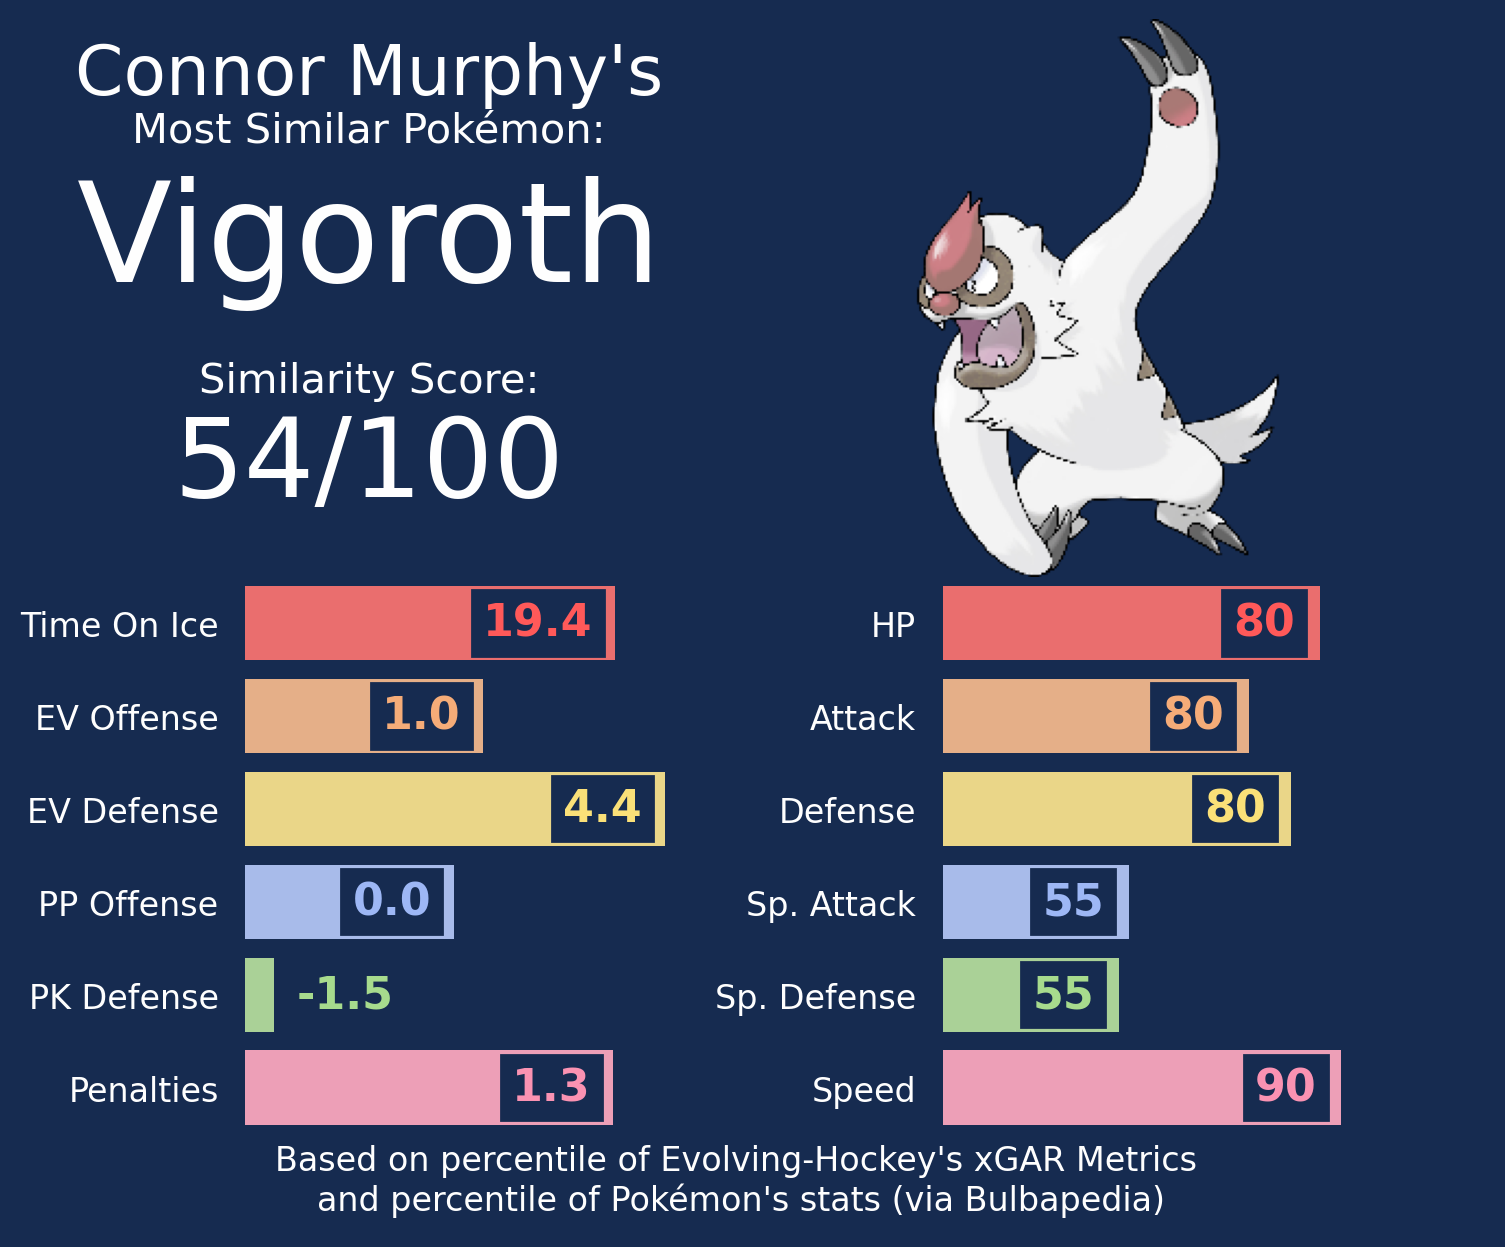 Connor Murphy's
Most Similar Pokémon:
Vigoroth
Similarity Score:
54/100
Time On Ice 19.4
EV Offense 1.0
EV Defense 4.4
PP Offense 0.0
PK Defense -1.5
Penalties 1.3
HP 80
Attack 80
Defense 80
Sp. Attack 55
Sp. Defense 55
Speed 90
Based on percentile of Evolving-Hockey's xGAR Metrics
and percentile of Pokémon's stats (via Bulbapedia)